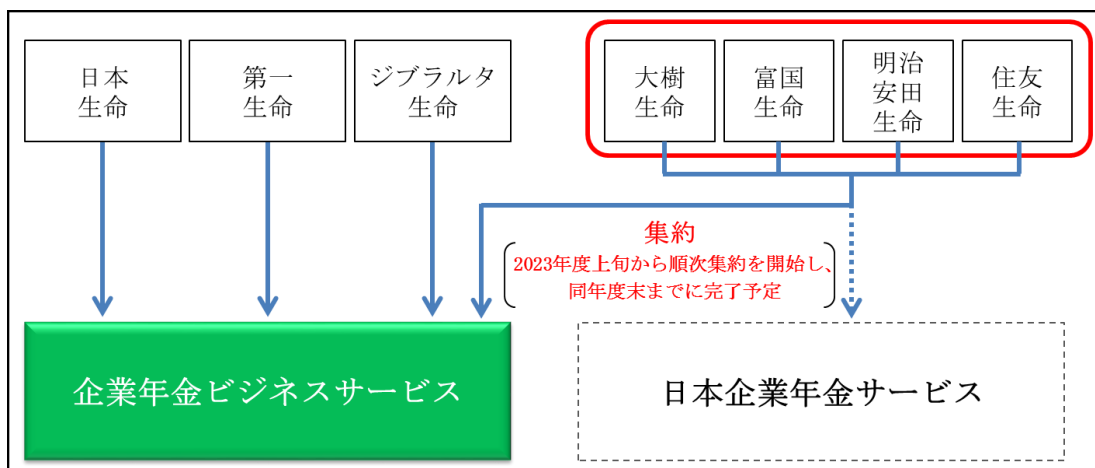 日本
生命
第一
生命
ジブラルタ
生命
大樹
生命
富国
生命
明治
安田
生命
住友
生命
集約
2023年度上旬から順次集約を開始し、
同年度末までに完了予定
企業年金ビジネスサービス
日本企業年金サービス